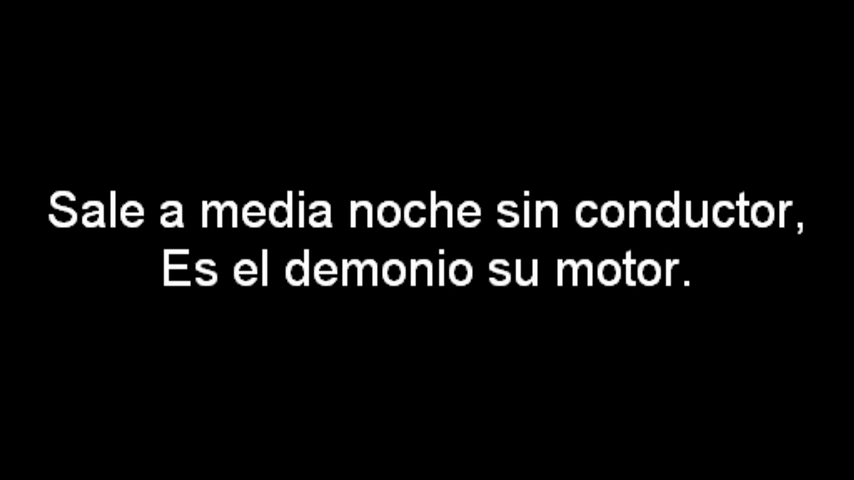 Sale a media noche sin conductor,
Es el demonio su motor.